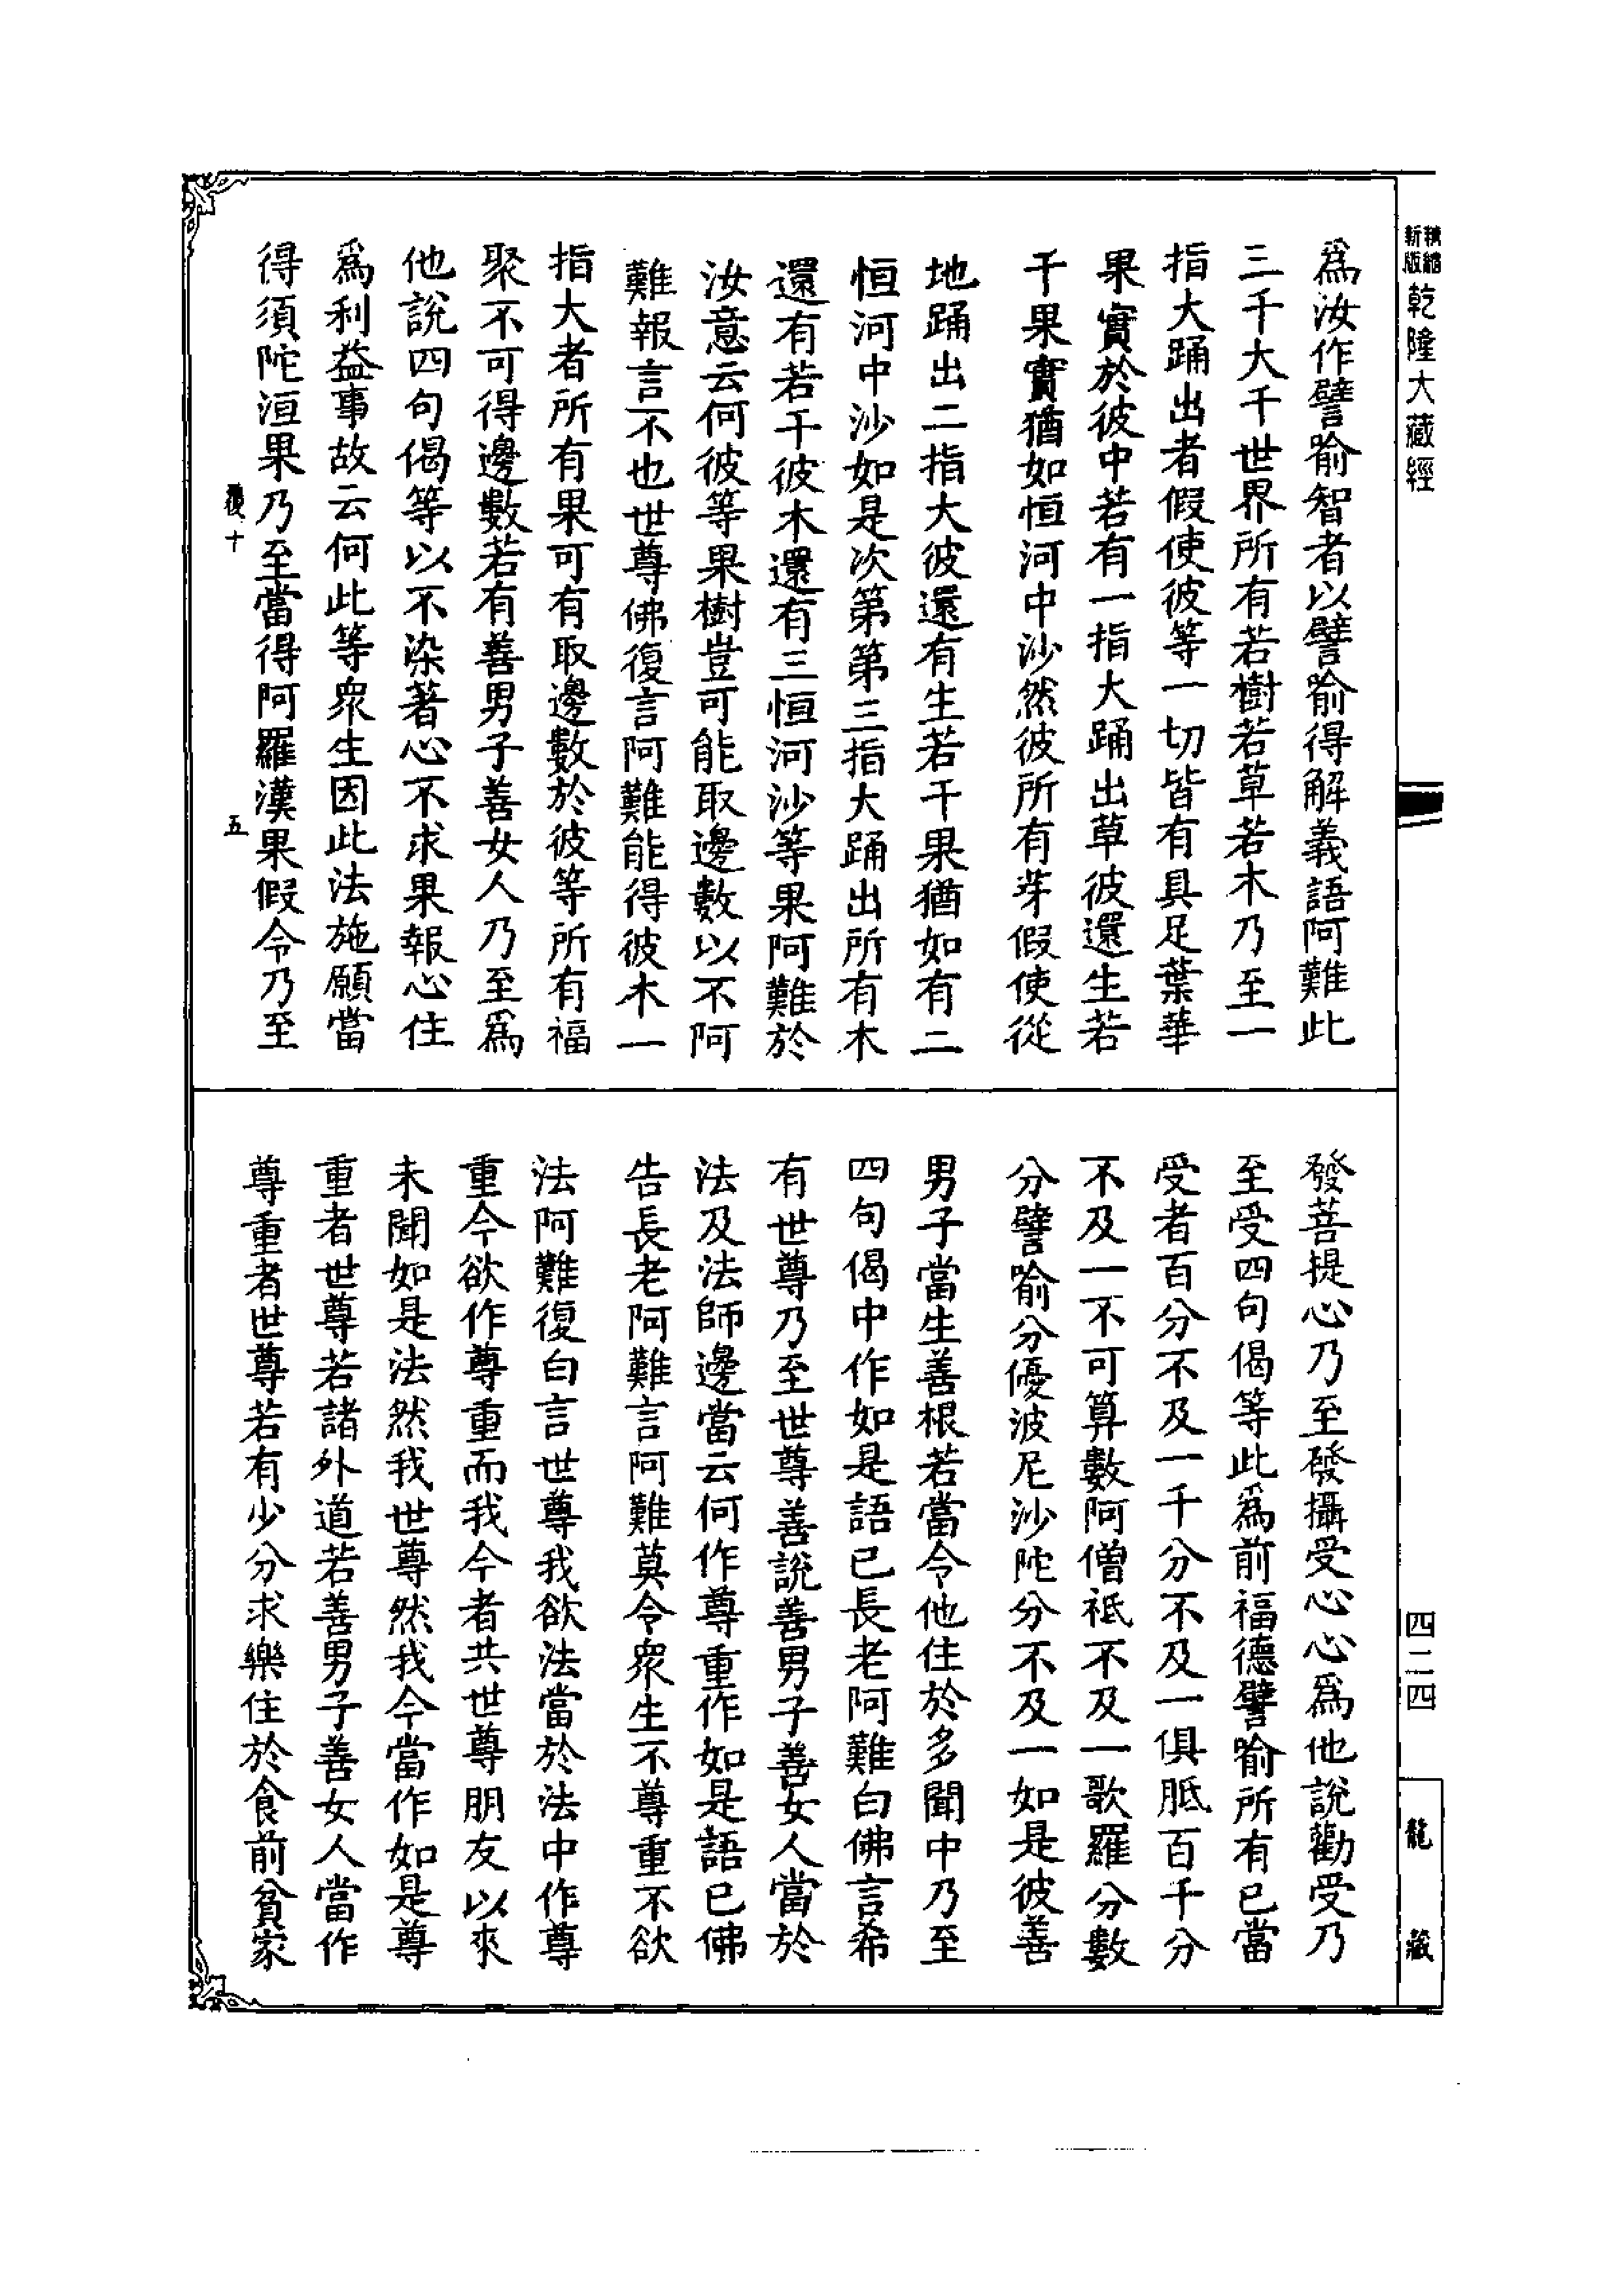 精縮新版乾隆大藏經
為汝作譬喻智者以譬喻得解義語阿難此
三千大千世界所有若樹若草若木乃至一
指大踊出者假使彼等一切皆有具足葉華
果實於彼中若有一指大踊出草彼還生若
干果實猶如恒河中沙然彼所有芽假使從
地踊出二指大彼還有生若干果猶如有二
恒河中沙如是次第第三指大踊出所有木
還有若干彼木還有三恒河沙等果阿難於
汝意云何彼等果樹豈可能取邊數以不阿
難報言不也世尊佛復言阿難能得彼木一
指大者所有果可有取邊數於彼等所有福
聚不可得邊數若有善男子善女人乃至為
他說四句偈等以不染著心不求果報心住
為利益事故云何此等眾生因此法施願當
得須陀洹果乃至當得阿羅漢果假令乃至
十
五
發菩提心乃至發攝受心心為他說勸受乃
至受四句偈等此為前福德譬喻所有已當
受者百分不及一千分不及一俱胝百千分
不及一不可算數阿僧祇不及一歌羅分數
分譬喻分優波尼沙陀分不及一如是彼善
男子當生善根若當令他住於多聞中乃至
四句偈中作如是語已長老阿難白佛言希
有世尊乃至世尊善說善男子善女人當於
法及法師邊當云何作尊重作如是語已佛
告長老阿難言阿難莫令眾生不尊重不欲
法阿難復白言世尊我欲法當於法中作尊
重今欲作尊重而我今者共世尊朋友以來
未聞如是法然我世尊然我今當作如是尊
重者世尊若諸外道若善男子善女人當作
尊重者世尊若有少分求樂住於食前貧家
四二四
龍藏